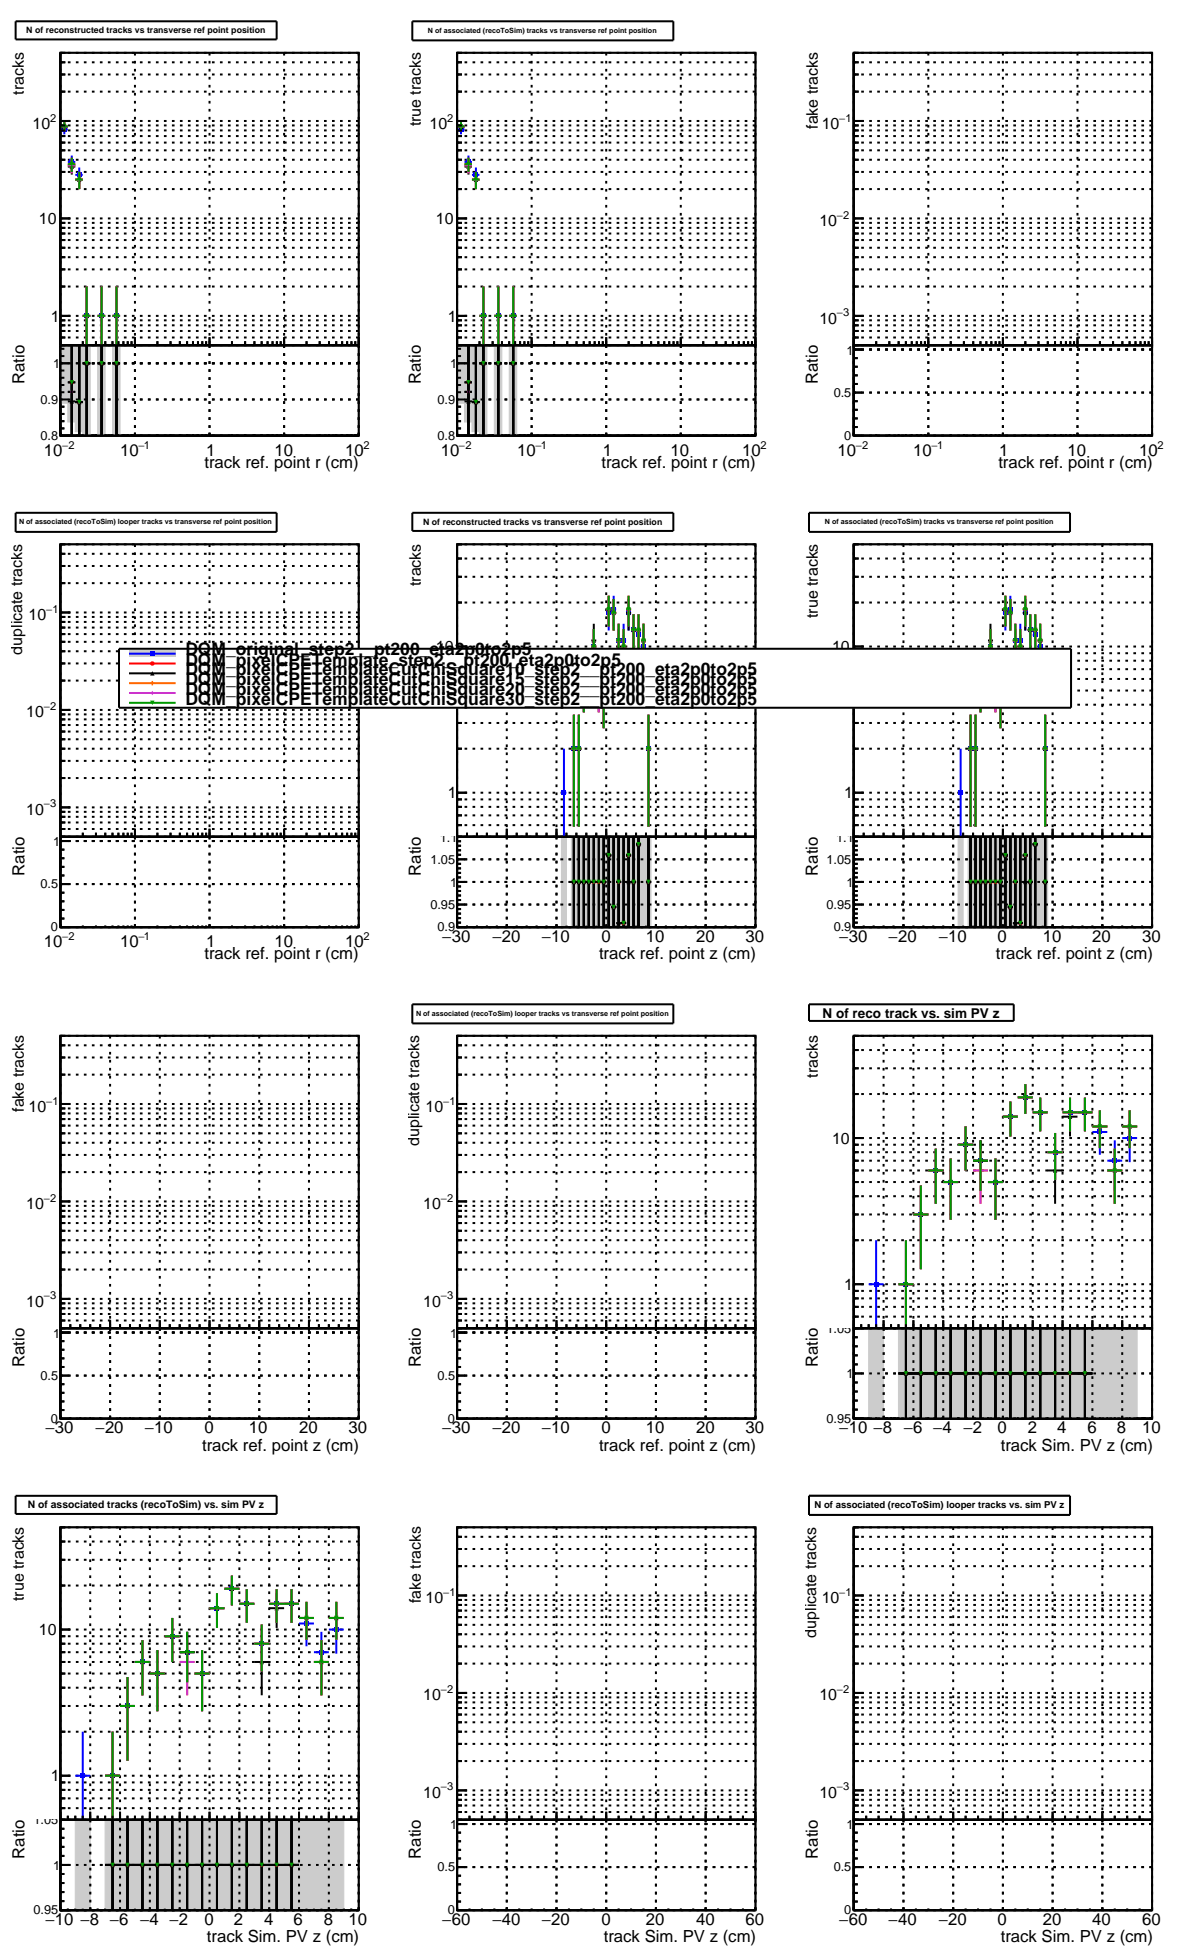 N of reconstructed tracks vs transverse ref point position
N of associated (recoToSim) tracks vs transverse ref point position
tracks
10²
10
1
Ratio
1
0.9
0.8
10⁻² 10⁻¹ 1 10 10²
track ref. point r (cm)
true tracks
10²
10
1
Ratio
1
0.9
0.8
10⁻² 10⁻¹ 1 10 10²
track ref. point r (cm)
fake tracks
10⁻¹
10⁻²
10⁻³
Ratio
1
0.5
0
10⁻² 10⁻¹ 1 10 10²
track ref. point r (cm)
N of associated (recoToSim) looper tracks vs transverse ref point position
N of reconstructed tracks vs transverse ref point position
N of associated (recoToSim) tracks vs transverse ref point position
duplicate tracks
10⁻¹
10⁻²
10⁻³
Ratio
1
0.5
0
10⁻² 10⁻¹ 1 10 10²
track ref. point r (cm)
DQM_original_step2__pt200_eta2p0to2p5
DQM_pixelCPETemplate_step2__pt200_eta2p0to2p5
DQM_pixelCPETemplateCutChiSquare10_step2__pt200_eta2p0to2p5
DQM_pixelCPETemplateCutChiSquare15_step2__pt200_eta2p0to2p5
DQM_pixelCPETemplateCutChiSquare20_step2__pt200_eta2p0to2p5
DQM_pixelCPETemplateCutChiSquare30_step2__pt200_eta2p0to2p5
tracks
1
Ratio
1.1
1.05
1
0.95
0.9
−30 −20 −10 0 10 20 30
track ref. point z (cm)
true tracks
10
1
Ratio
1.1
1.05
1
0.95
0.9
−30 −20 −10 0 10 20 30
track ref. point z (cm)
N of associated (recoToSim) looper tracks vs transverse ref point position
N of reco track vs. sim PV z
fake tracks
10⁻¹
10⁻²
10⁻³
Ratio
1
0.5
0
−30 −20 −10 0 10 20 30
track ref. point z (cm)
duplicate tracks
10⁻¹
10⁻²
10⁻³
Ratio
1
0.5
0
−30 −20 −10 0 10 20 30
track ref. point z (cm)
tracks
10
1
Ratio
1.05
1
0.95
−10 −8 −6 −4 −2 0 2 4 6 8 10
track Sim. PV z (cm)
N of associated tracks (recoToSim) vs. sim PV z
N of associated (recoToSim) looper tracks vs. sim PV z
true tracks
10
1
Ratio
1.05
1
0.95
−10 −8 −6 −4 −2 0 2 4 6 8 10
track Sim. PV z (cm)
fake tracks
10⁻¹
10⁻²
10⁻³
Ratio
1
0.5
0
−60 −40 −20 0 20 40 60
track Sim. PV z (cm)
duplicate tracks
10⁻¹
10⁻²
10⁻³
Ratio
1
0.5
0
−60 −40 −20 0 20 40 60
track Sim. PV z (cm)